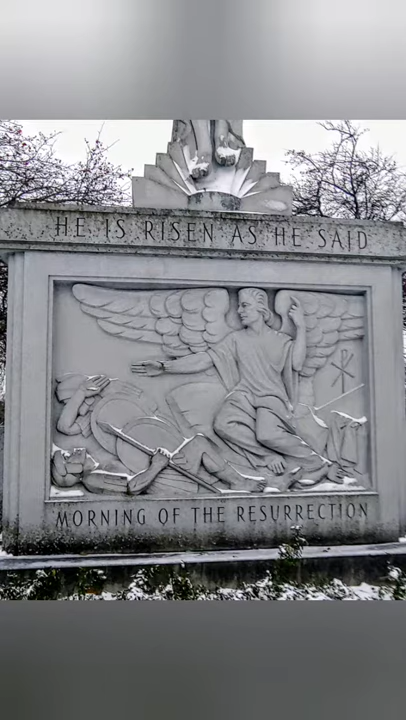 HE IS RISEN AS HE SAID
MORNING OF THE RESURRECTION